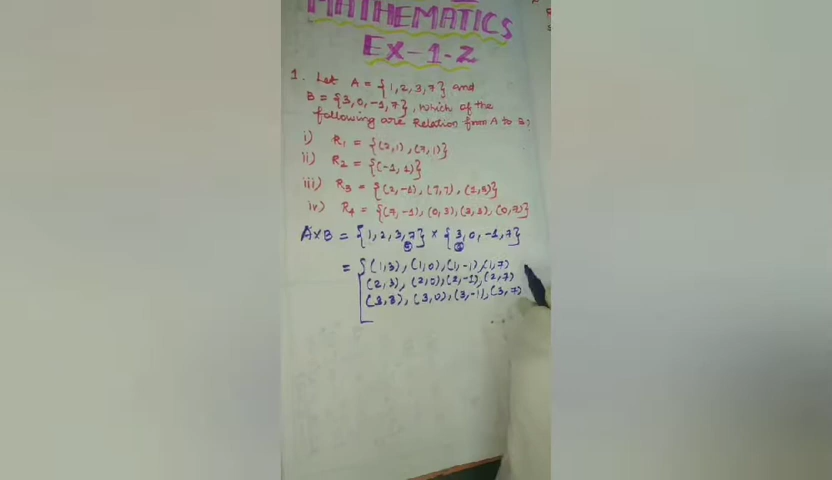 MATHEMATICS
EX-1-2
1. Let A = {1,2,3,7} and
B = {3,0,-1,7}, which of the
following are Relation from A to B?
i) R1 = {(2,1),(7,1)}
ii) R2 = {(-1,1)}
iii) R3 = {(2,-1),(7,7),(1,3)}
iv) R4 = {(7,-1),(0,3),(3,3),(0,7)}
A×B = {1,2,3,7} × {3,0,-1,7}
= {(1,3),(1,0),(1,-1),(1,7)
(2,3),(2,0),(2,-1),(2,7)
(3,3),(3,0),(3,-1),(3,7)